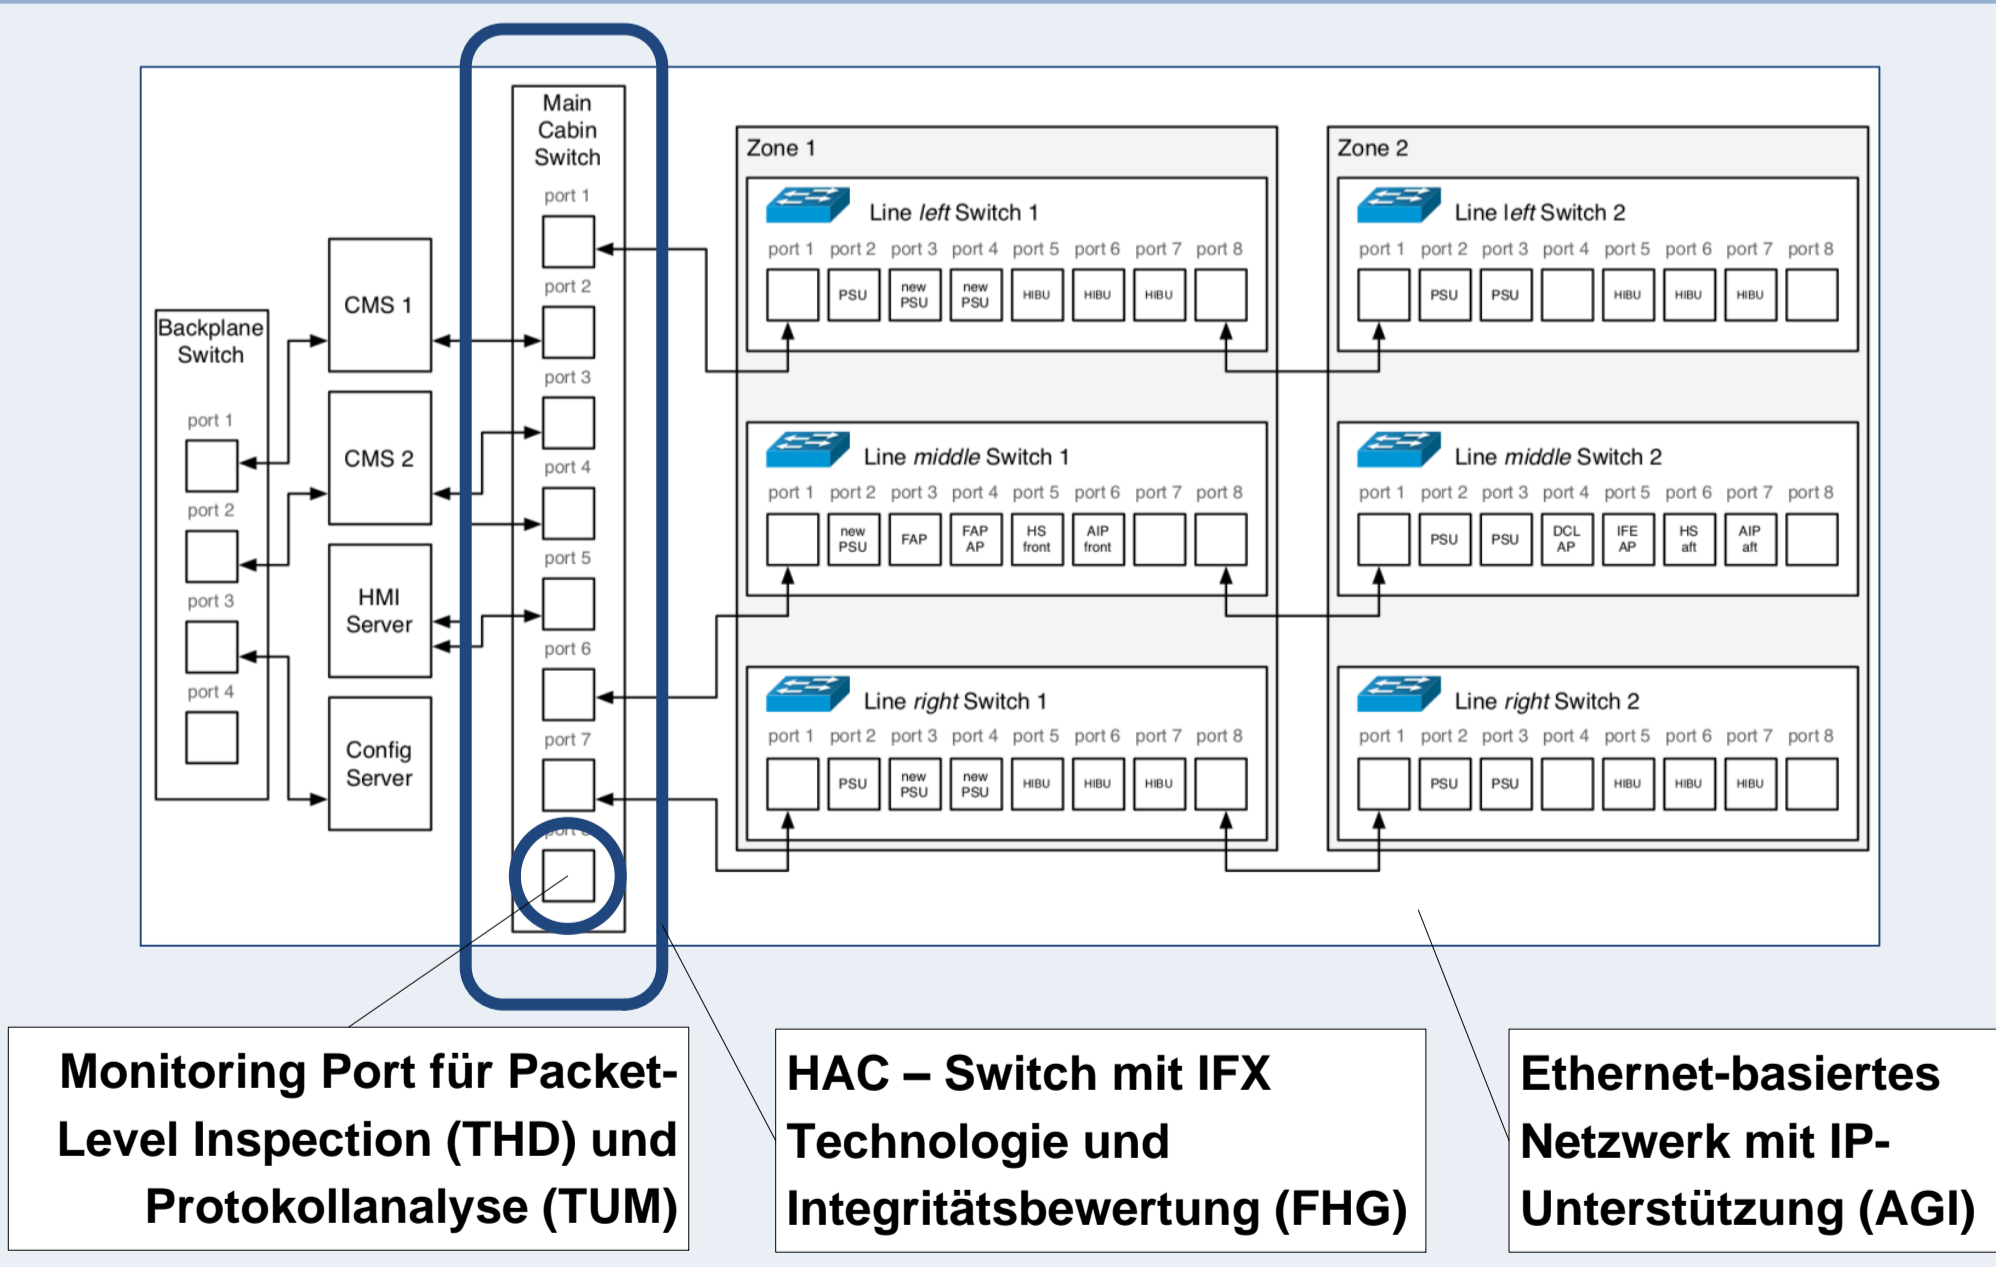 Main
Cabin
Switch
port 1
port 2
port 3
port 4
port 5
port 6
port 7
Backplane
Switch
port 1
port 2
port 3
port 4
CMS 1
CMS 2
HMI
Server
Config
Server
Zone 1
Line left Switch 1
port 1 port 2 port 3 port 4 port 5 port 6 port 7 port 8
PSU new PSU new PSU HIBU HIBU HIBU
Line middle Switch 1
port 1 port 2 port 3 port 4 port 5 port 6 port 7 port 8
new PSU FAP FAP AP HS front AIP front
Line right Switch 1
port 1 port 2 port 3 port 4 port 5 port 6 port 7 port 8
PSU new PSU new PSU HIBU HIBU HIBU
Zone 2
Line left Switch 2
port 1 port 2 port 3 port 4 port 5 port 6 port 7 port 8
PSU PSU HIBU HIBU HIBU
Line middle Switch 2
port 1 port 2 port 3 port 4 port 5 port 6 port 7 port 8
PSU PSU DCL AP IFE AP HS aft AIP aft
Line right Switch 2
port 1 port 2 port 3 port 4 port 5 port 6 port 7 port 8
PSU PSU HIBU HIBU HIBU
Monitoring Port für Packet-
Level Inspection (THD) und
Protokollanalyse (TUM)
HAC – Switch mit IFX
Technologie und
Integritätsbewertung (FHG)
Ethernet-basiertes
Netzwerk mit IP-
Unterstützung (AGI)